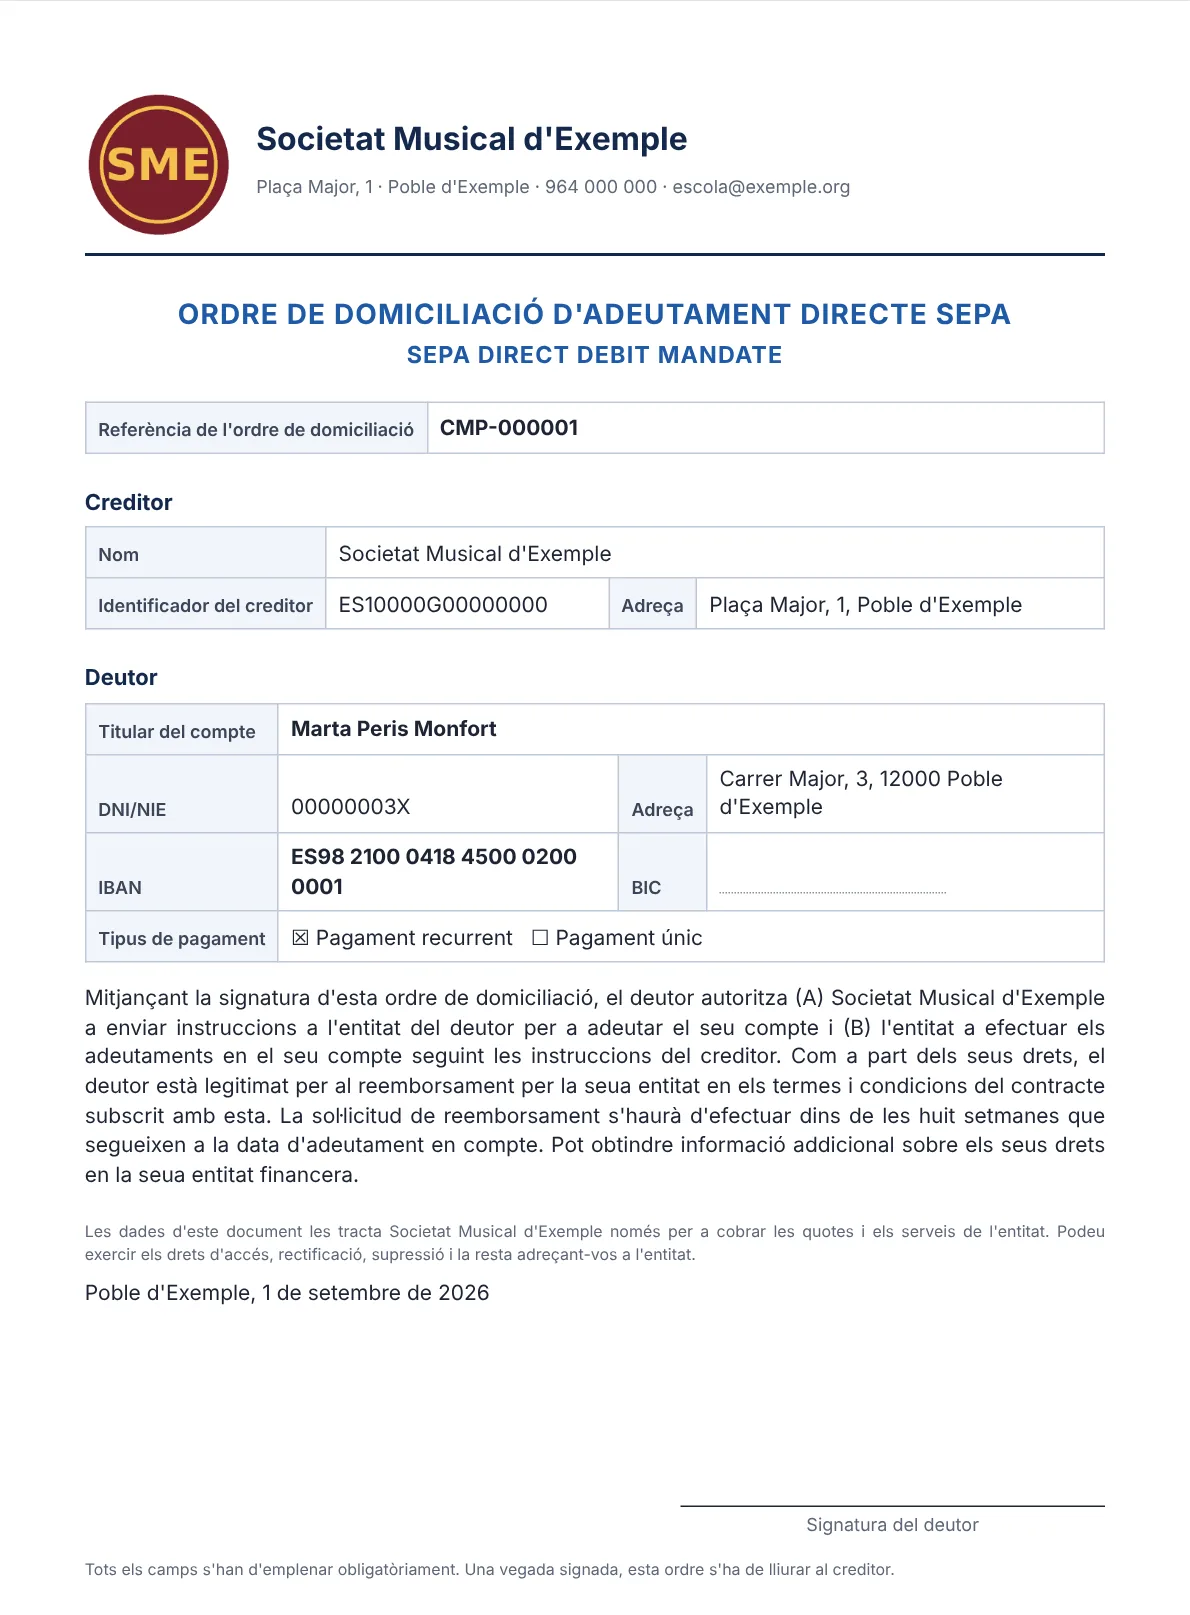 SME
Societat Musical d'Exemple
Plaça Major, 1 · Poble d'Exemple · 964 000 000 · escola@exemple.org
ORDRE DE DOMICILIACIÓ D'ADEUTAMENT DIRECTE SEPA
SEPA DIRECT DEBIT MANDATE
Referència de l'ordre de domiciliació CMP-000001
Creditor
Nom Societat Musical d'Exemple
Identificador del creditor ES10000G00000000 Adreça Plaça Major, 1, Poble d'Exemple
Deutor
Titular del compte Marta Peris Monfort
DNI/NIE 00000003X Adreça Carrer Major, 3, 12000 Poble
d'Exemple
IBAN ES98 2100 0418 4500 0200
0001 BIC
Tipus de pagament ☒ Pagament recurrent ☐ Pagament únic
Mitjançant la signatura d'esta ordre de domiciliació, el deutor autoritza (A) Societat Musical d'Exemple
a enviar instruccions a l'entitat del deutor per a adeutar el seu compte i (B) l'entitat a efectuar els
adeutaments en el seu compte seguint les instruccions del creditor. Com a part dels seus drets, el
deutor està legitimat per al reemborsament per la seua entitat en els termes i condicions del contracte
subscrit amb esta. La sol·licitud de reemborsament s'haurà d'efectuar dins de les huit setmanes que
segueixen a la data d'adeutament en compte. Pot obtindre informació addicional sobre els seus drets
en la seua entitat financera.
Les dades d'este document les tracta Societat Musical d'Exemple només per a cobrar les quotes i els serveis de l'entitat. Podeu
exercir els drets d'accés, rectificació, supressió i la resta adreçant-vos a l'entitat.
Poble d'Exemple, 1 de setembre de 2026
Signatura del deutor
Tots els camps s'han d'emplenar obligatòriament. Una vegada signada, esta ordre s'ha de lliurar al creditor.